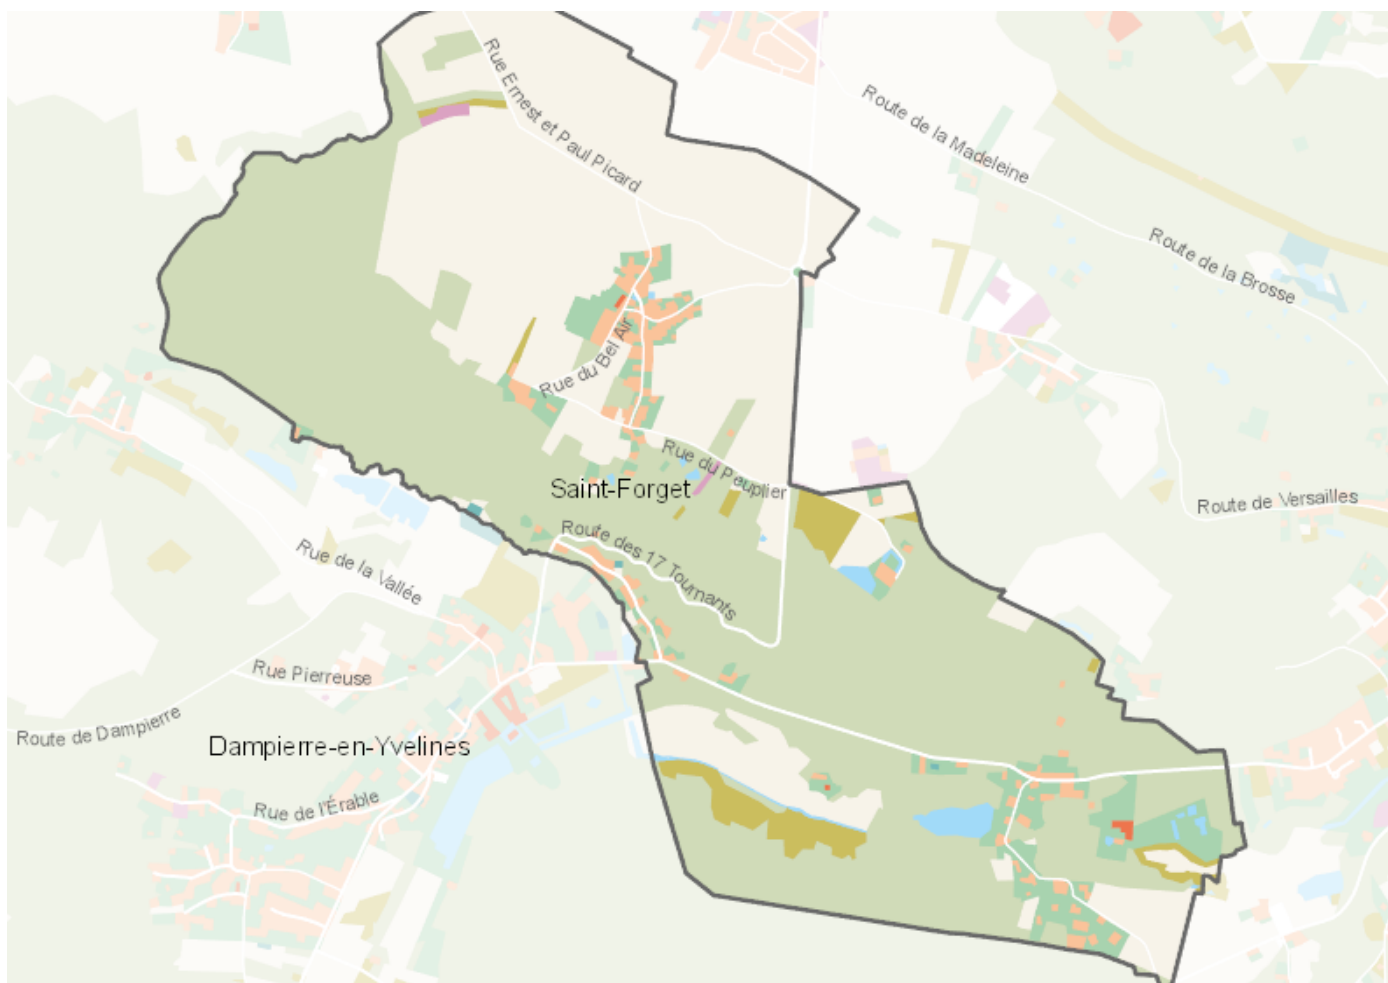 Rue Ernest et Paul Picard
Route de la Madeleine
Route de la Brosse
Rue du Bel Air
Rue du Peuplier
Saint-Forget
Route de Versailles
Route des 17 Tournants
Rue de la Vallée
Rue Pierreuse
Route de Dampierre
Dampierre-en-Yvelines
Rue de l'Érable